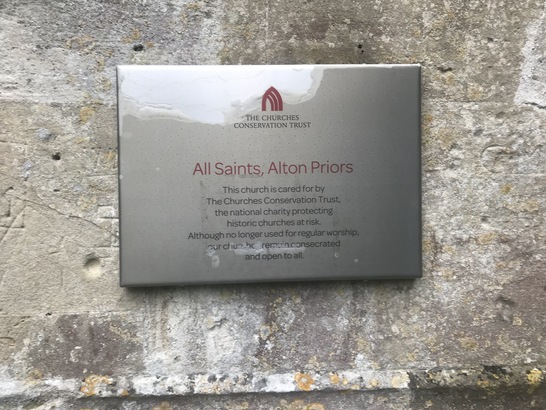 THE CHURCHES
CONSERVATION TRUST
All Saints, Alton Priors
This church is cared for by
The Churches Conservation Trust,
the national charity protecting
historic churches at risk.
Although no longer used for regular worship,
our churches remain consecrated
and open to all.